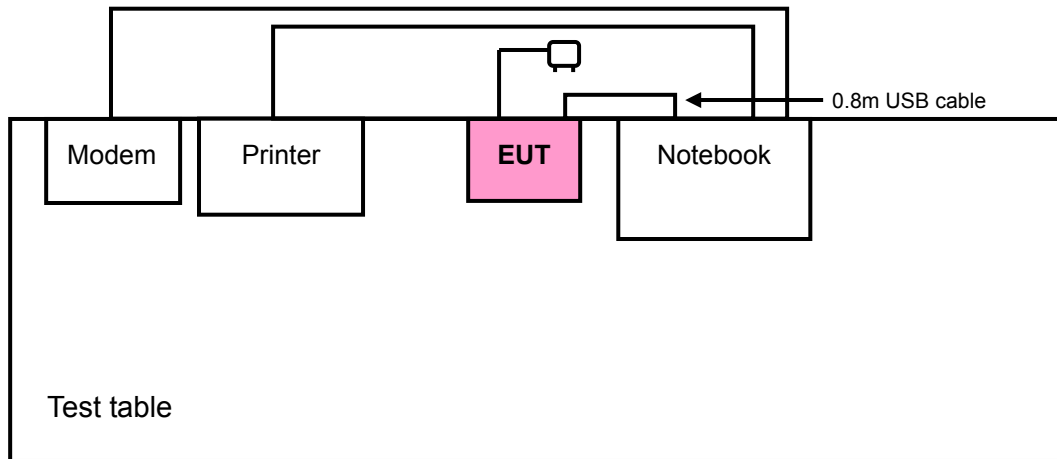 0.8m USB cable
Modem
Printer
EUT
Notebook
Test table